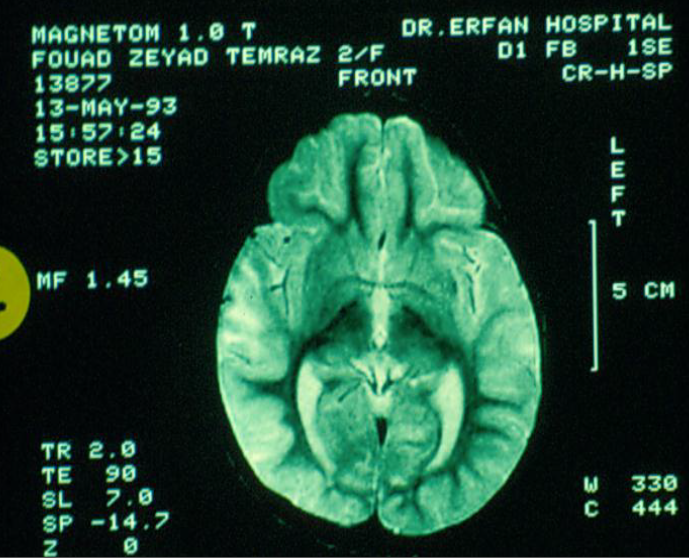 MAGNETOM 1.0 T
FOUAD ZEYAD TEMRAZ 2/F
13877
13-MAY-93
15:57:24
STORE>15
DR.ERFAN HOSPITAL
D1 FB 1SE
CR-H-SP
FRONT
LEFT
MF 1.45
5 CM
TR 2.0
TE 90
SL 7.0
SP -14.7
Z 0
W 330
C 444